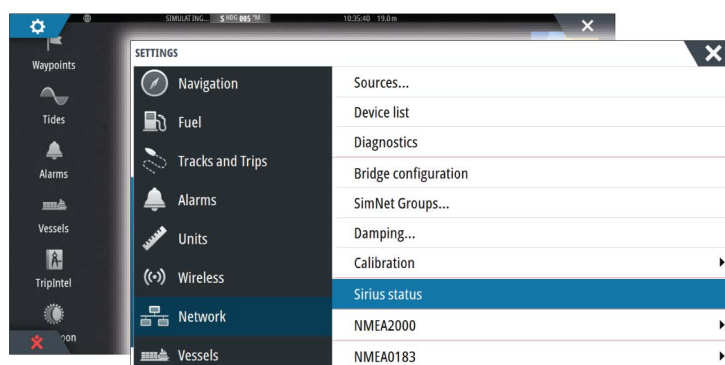 SIMULATING... S HDG 005 °M 10:35:40 19.0 m
Waypoints
Tides
Alarms
Vessels
TripIntel
oon
SETTINGS
Navigation
Fuel
Tracks and Trips
Alarms
Units
Wireless
Network
Vessels
Sources...
Device list
Diagnostics
Bridge configuration
SimNet Groups...
Damping...
Calibration
Sirius status
NMEA2000
NMEA0183